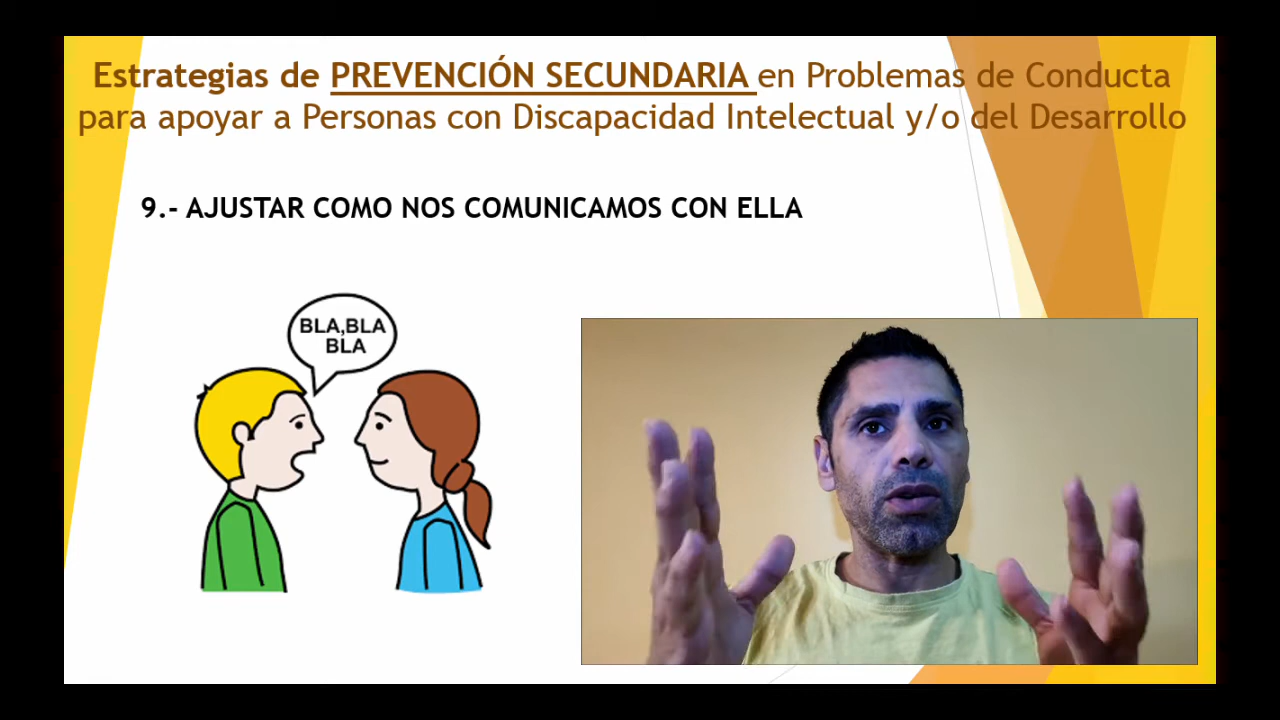 Estrategias de PREVENCIÓN SECUNDARIA en Problemas de Conducta
para apoyar a Personas con Discapacidad Intelectual y/o del Desarrollo
9.- AJUSTAR COMO NOS COMUNICAMOS CON ELLA
BLA,BLA
BLA